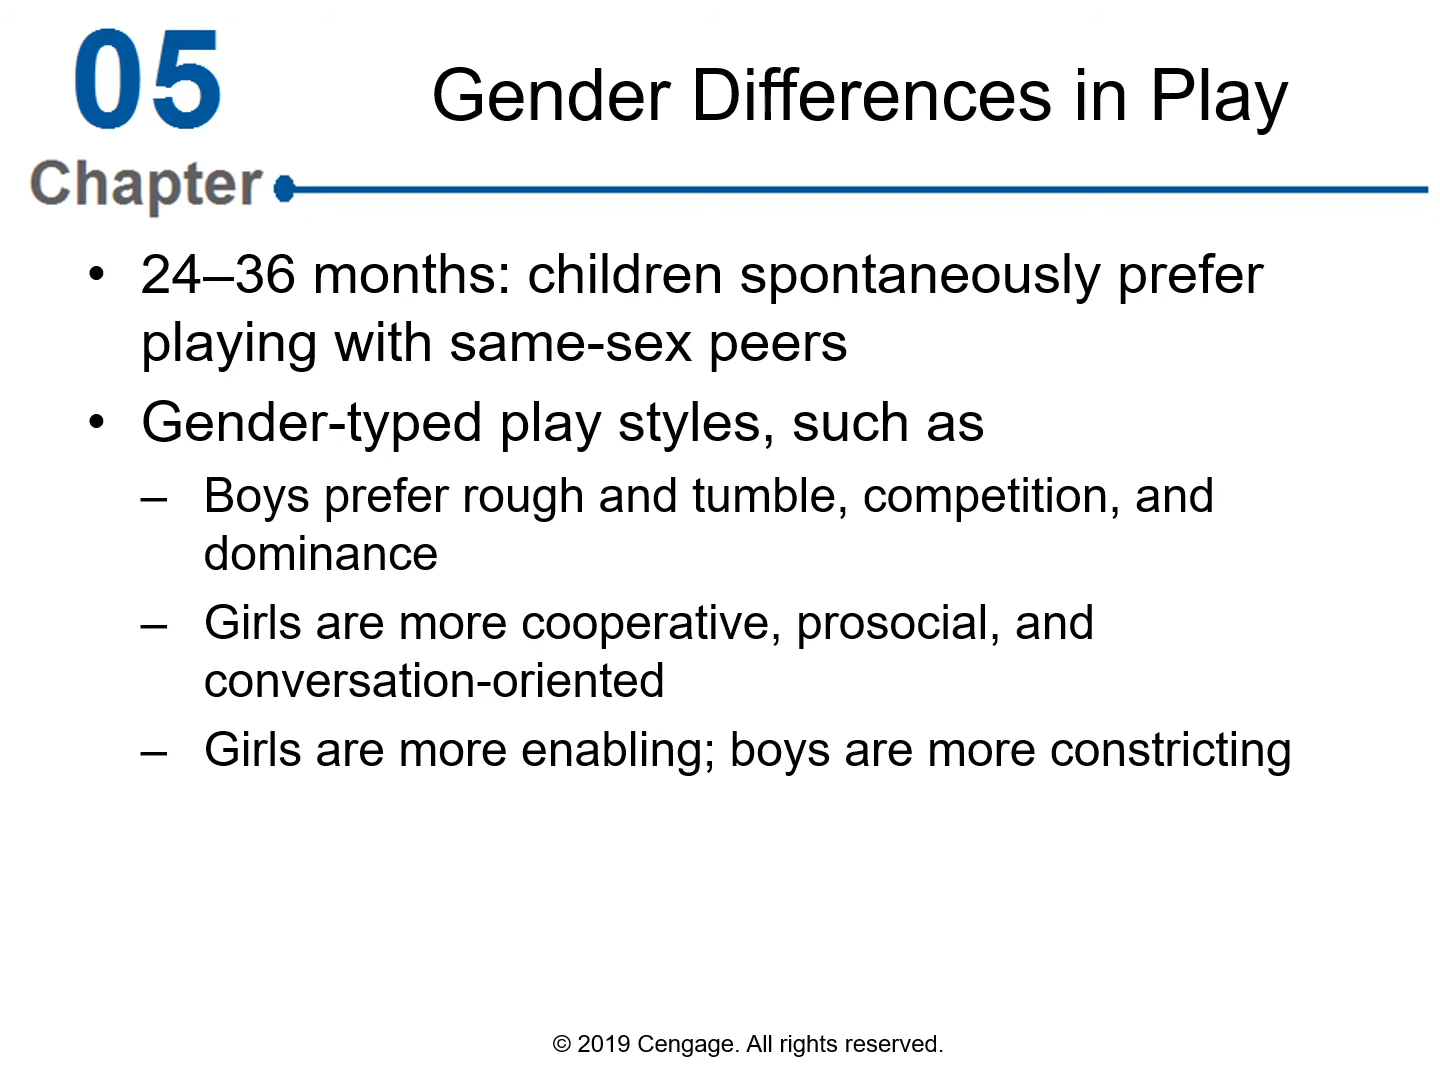 05
Chapter
Gender Differences in Play
• 24–36 months: children spontaneously prefer
playing with same-sex peers
• Gender-typed play styles, such as
– Boys prefer rough and tumble, competition, and
dominance
– Girls are more cooperative, prosocial, and
conversation-oriented
– Girls are more enabling; boys are more constricting
© 2019 Cengage. All rights reserved.